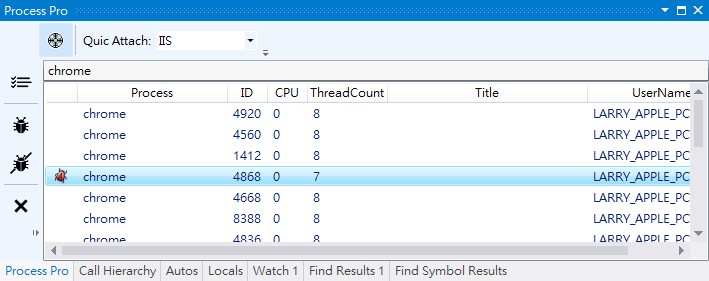 Process Pro
Quic Attach: IIS
chrome
Process ID CPU ThreadCount Title UserName
chrome 4920 0 8 LARRY_APPLE_PC
chrome 4560 0 8 LARRY_APPLE_PC
chrome 1412 0 8 LARRY_APPLE_PC
chrome 4868 0 7 LARRY_APPLE_PC
chrome 4668 0 8 LARRY_APPLE_PC
chrome 8388 0 8 LARRY_APPLE_PC
chrome 4836 0 8 LARRY_APPLE_PC
Process Pro Call Hierarchy Autos Locals Watch 1 Find Results 1 Find Symbol Results